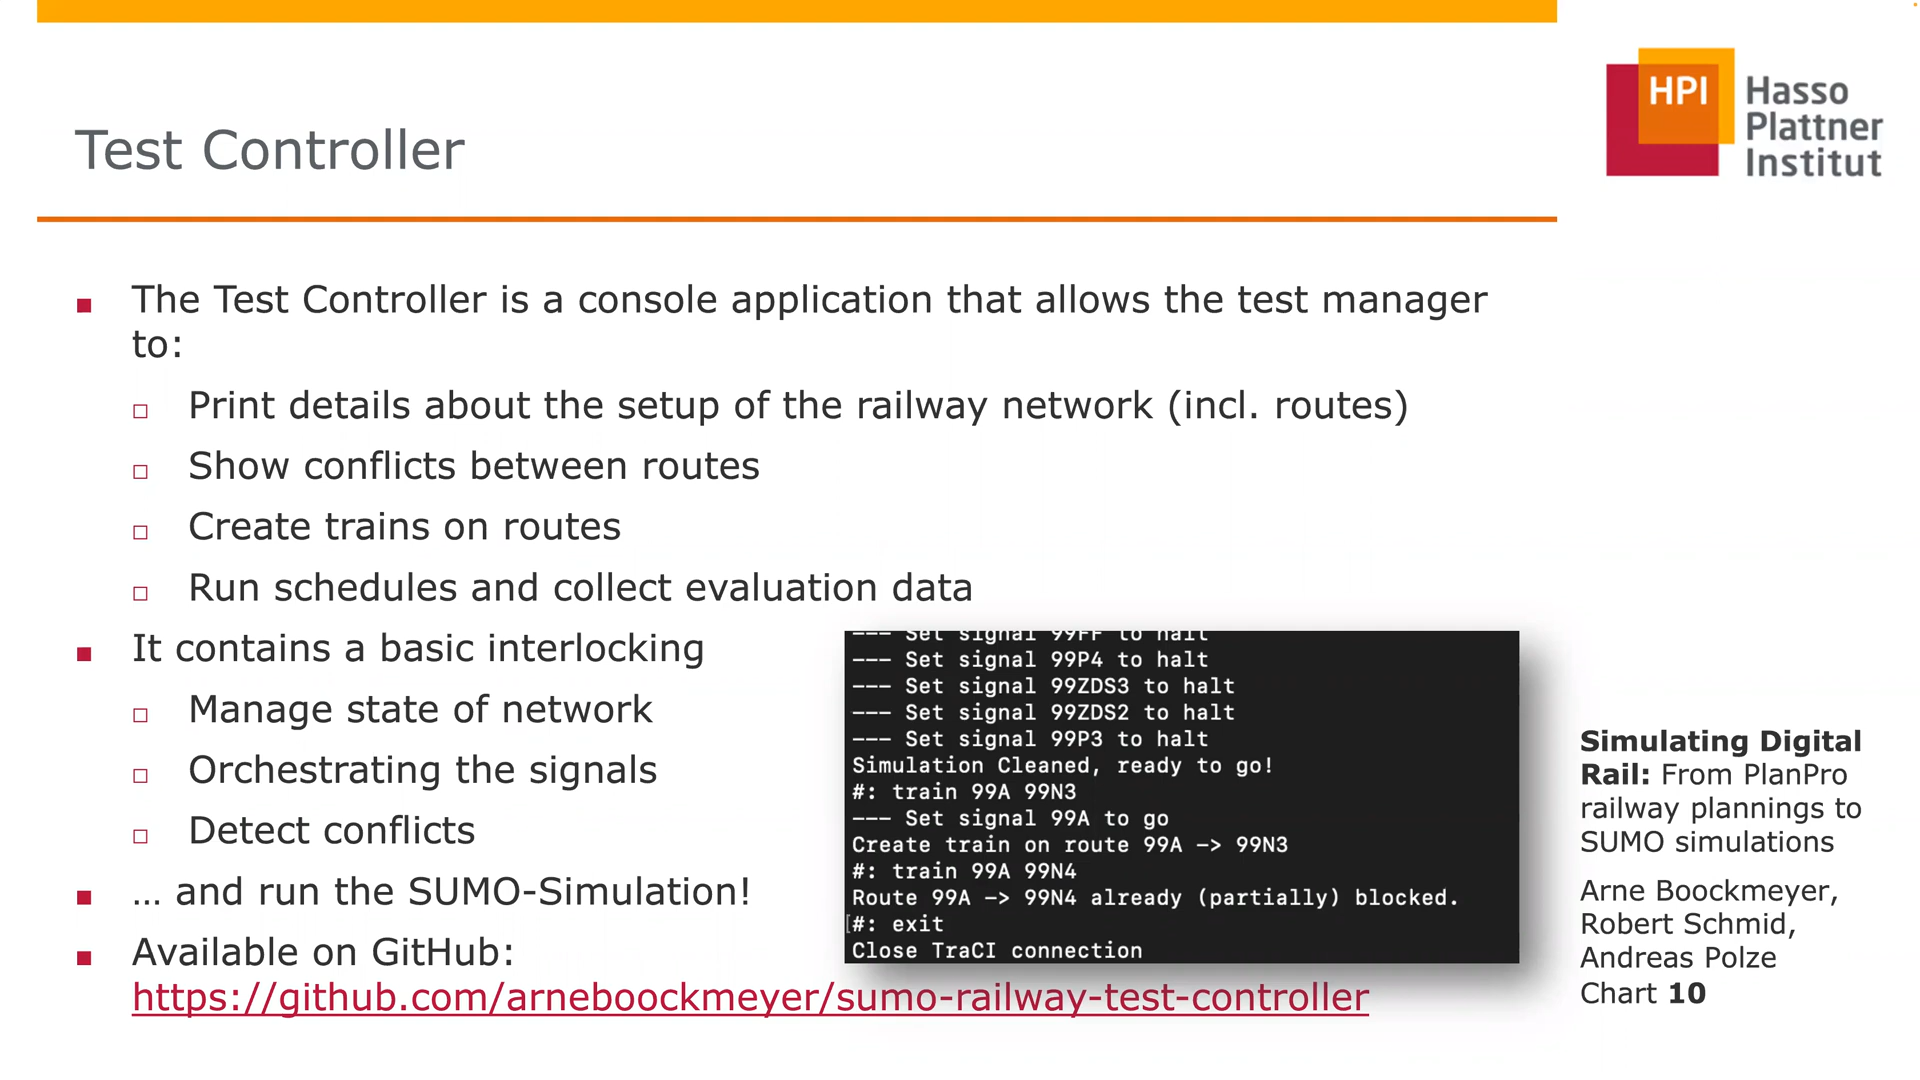 Test Controller
HPI
Hasso
Plattner
Institut
■ The Test Controller is a console application that allows the test manager
to:
□ Print details about the setup of the railway network (incl. routes)
□ Show conflicts between routes
□ Create trains on routes
□ Run schedules and collect evaluation data
■ It contains a basic interlocking
□ Manage state of network
□ Orchestrating the signals
□ Detect conflicts
■ … and run the SUMO-Simulation!
■ Available on GitHub:
https://github.com/arneboockmeyer/sumo-railway-test-controller
--- Set signal 99FF to halt
--- Set signal 99P4 to halt
--- Set signal 99ZDS3 to halt
--- Set signal 99ZDS2 to halt
--- Set signal 99P3 to halt
Simulation Cleaned, ready to go!
#: train 99A 99N3
--- Set signal 99A to go
Create train on route 99A -> 99N3
#: train 99A 99N4
Route 99A -> 99N4 already (partially) blocked.
[#: exit
Close TraCI connection
Simulating Digital
Rail: From PlanPro
railway plannings to
SUMO simulations
Arne Boockmeyer,
Robert Schmid,
Andreas Polze
Chart 10